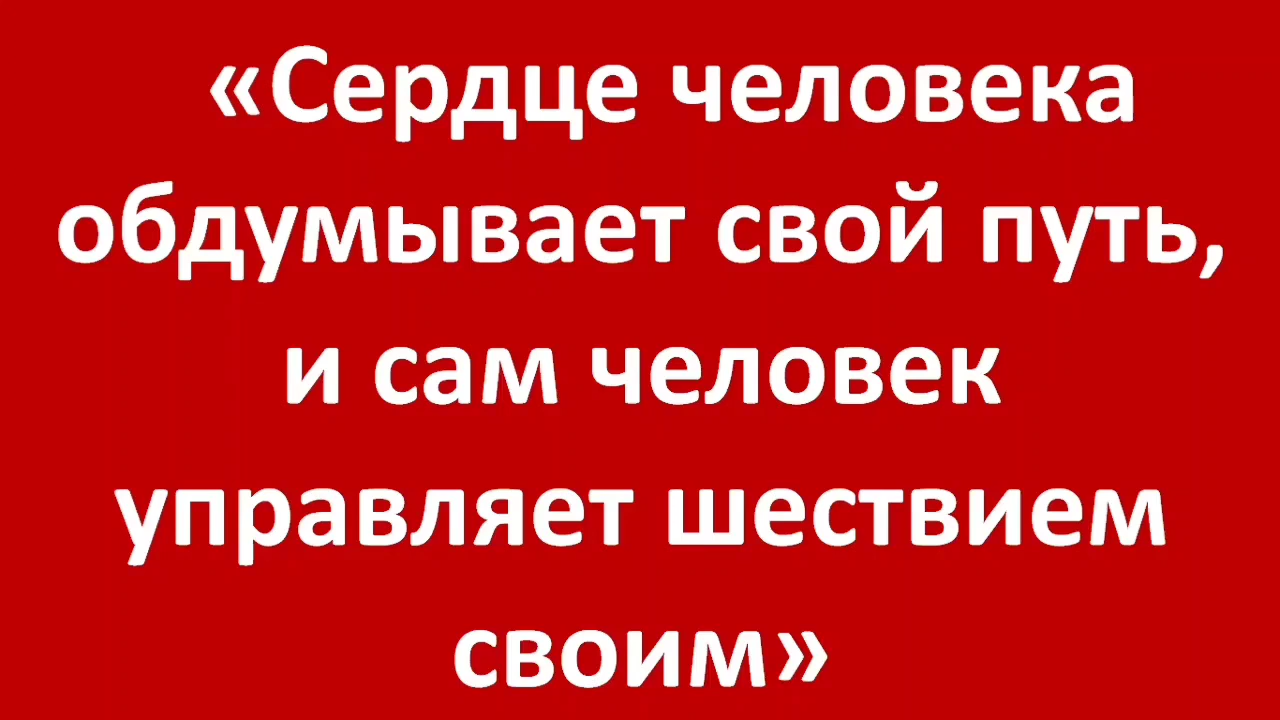 «Сердце человека
обдумывает свой путь,
и сам человек
управляет шествием
своим»